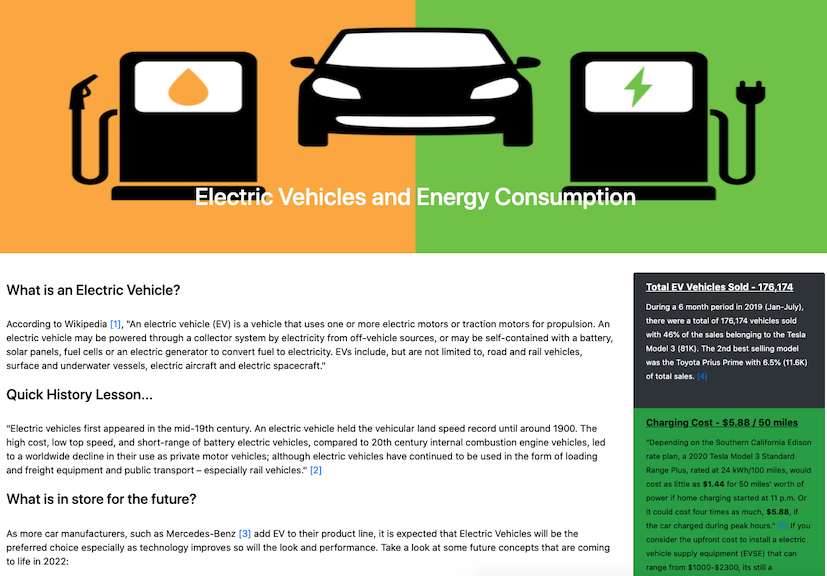 Electric Vehicles and Energy Consumption
What is an Electric Vehicle?
According to Wikipedia [1], "An electric vehicle (EV) is a vehicle that uses one or more electric motors or traction motors for propulsion. An
electric vehicle may be powered through a collector system by electricity from off-vehicle sources, or may be self-contained with a battery,
solar panels, fuel cells or an electric generator to convert fuel to electricity. EVs include, but are not limited to, road and rail vehicles,
surface and underwater vessels, electric aircraft and electric spacecraft."
Quick History Lesson...
"Electric vehicles first appeared in the mid-19th century. An electric vehicle held the vehicular land speed record until around 1900. The
high cost, low top speed, and short-range of battery electric vehicles, compared to 20th century internal combustion engine vehicles, led
to a worldwide decline in their use as private motor vehicles; although electric vehicles have continued to be used in the form of loading
and freight equipment and public transport – especially rail vehicles." [2]
What is in store for the future?
As more car manufacturers, such as Mercedes-Benz [3] add EV to their product line, it is expected that Electric Vehicles will be the
preferred choice especially as technology improves so will the look and performance. Take a look at some future concepts that are coming
to life in 2022:
Total EV Vehicles Sold - 176,174
During a 6 month period in 2019 (Jan-July),
there were a total of 176,174 vehicles sold
with 46% of the sales belonging to the Tesla
Model 3 (81K). The 2nd best selling model
was the Toyota Prius Prime with 6.5% (11.6K)
of total sales. [4]
Charging Cost - $5.88 / 50 miles
"Depending on the Southern California Edison
rate plan, a 2020 Tesla Model 3 Standard
Range Plus, rated at 24 kWh/100 miles, would
cost as little as $1.44 for 50 miles' worth of
power if home charging started at 11 p.m. Or
it could cost four times as much, $5.88, if
the car charged during peak hours." If you
consider the upfront cost to install a electric
vehicle supply equipment (EVSE) that can
range from $1000-$2300, its still a